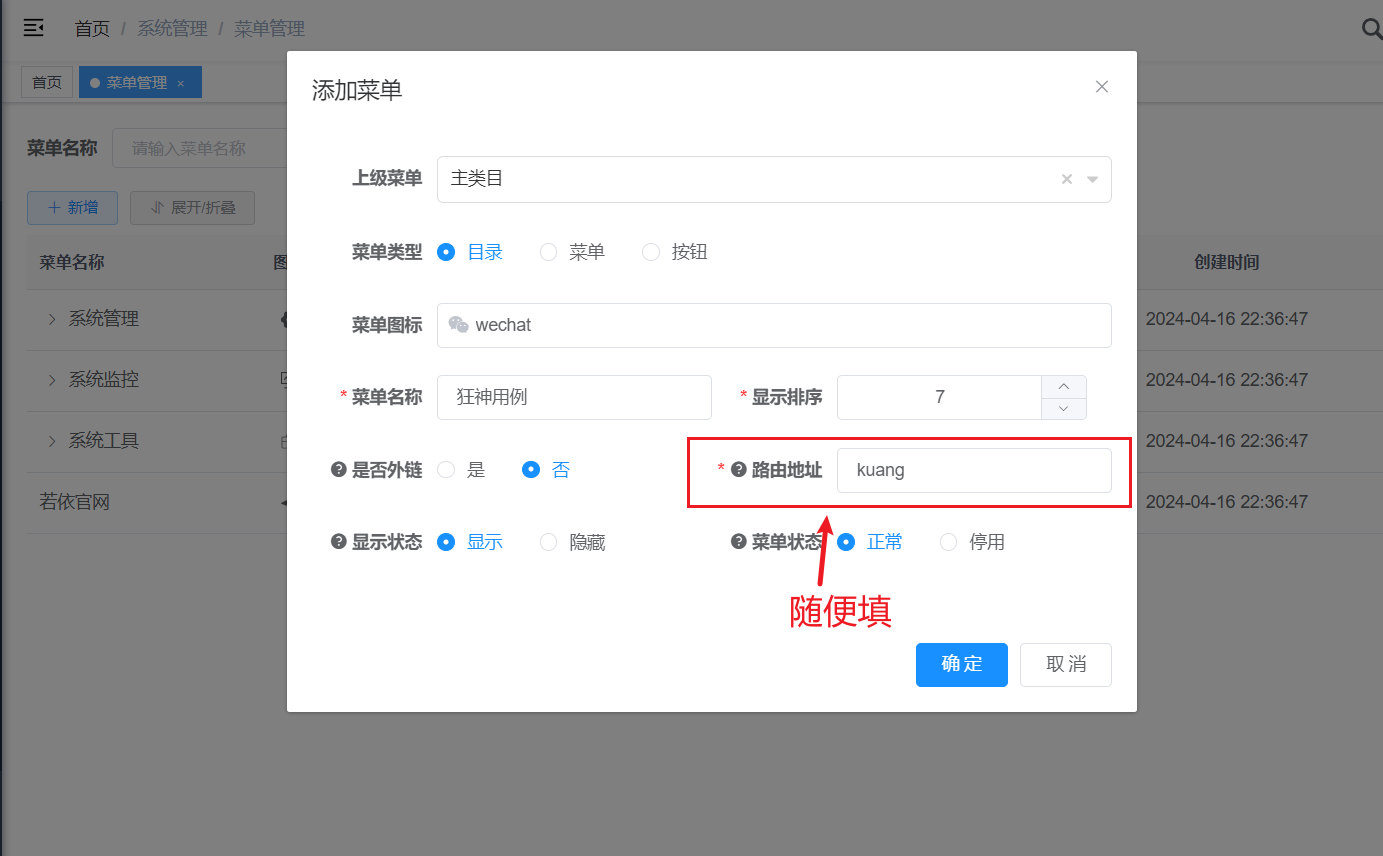 首页 / 系统管理 / 菜单管理
首页 菜单管理 ×
添加菜单
菜单名称 请输入菜单名称
上级菜单 主类目
+ 新增 展开/折叠
菜单类型 目录 菜单 按钮
菜单名称 图 创建时间
菜单图标 wechat
系统管理 2024-04-16 22:36:47
系统监控 2024-04-16 22:36:47
* 菜单名称 狂神用例 * 显示排序 7
系统工具 2024-04-16 22:36:47
? 是否外链 是 否 * ? 路由地址 kuang
若依官网 2024-04-16 22:36:47
? 显示状态 显示 隐藏 ? 菜单状态 正常 停用
随便填
确定 取消